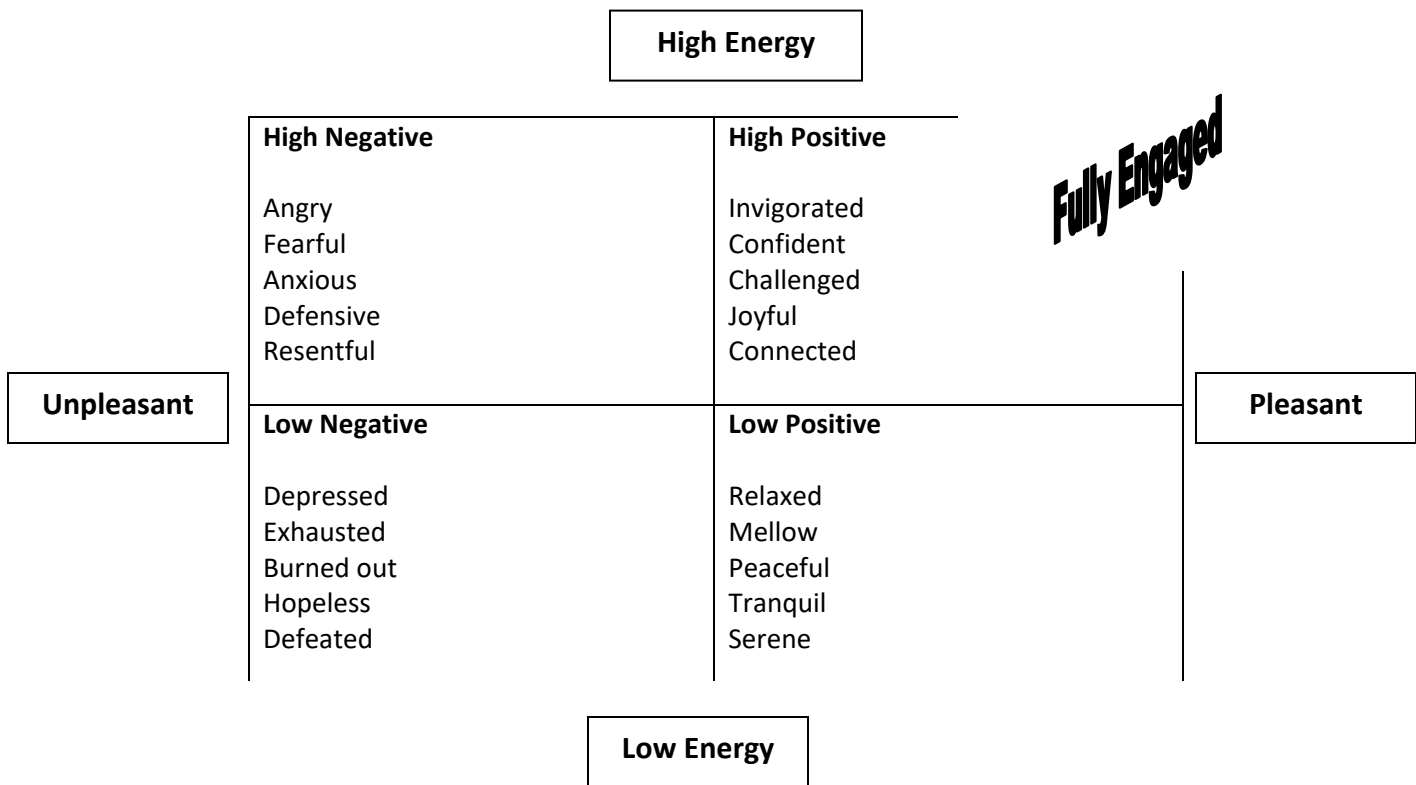 High Energy
Fully Engaged
High Negative
Angry
Fearful
Anxious
Defensive
Resentful
High Positive
Invigorated
Confident
Challenged
Joyful
Connected
Unpleasant
Pleasant
Low Negative
Depressed
Exhausted
Burned out
Hopeless
Defeated
Low Positive
Relaxed
Mellow
Peaceful
Tranquil
Serene
Low Energy